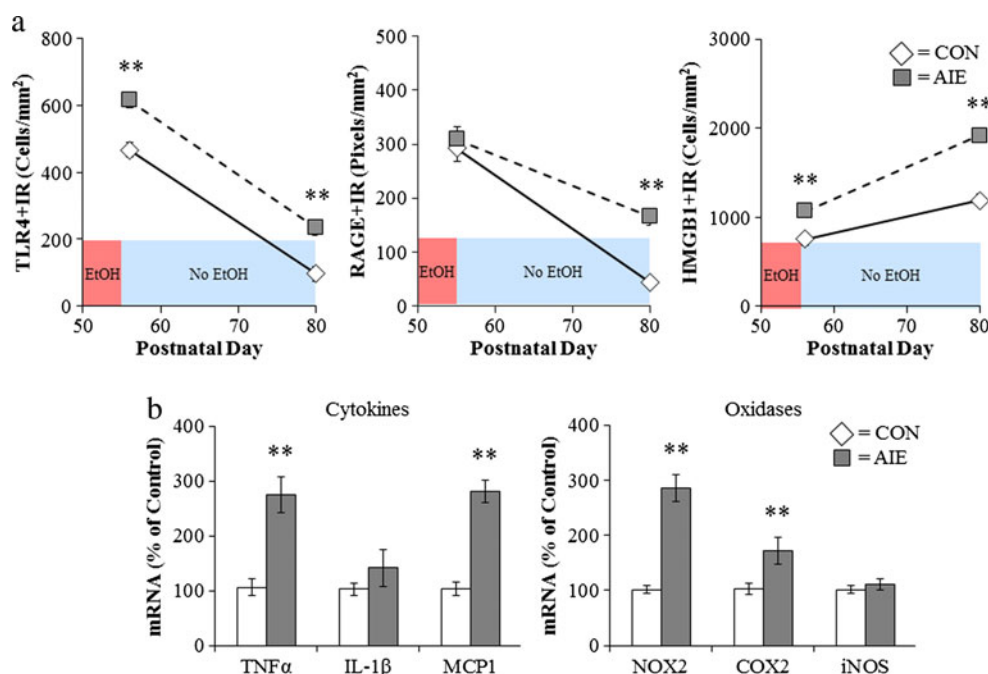 a
TLR4+IR (Cells/mm²)
800
600
400
200
0
**
**
EtOH
No EtOH
50
60
70
80
Postnatal Day
RAGE+IR (Pixels/mm²)
500
400
300
200
100
0
**
EtOH
No EtOH
50
60
70
80
Postnatal Day
HMGB1+IR (Cells/mm²)
3000
2000
1000
0
= CON
= AIE
**
**
EtOH
No EtOH
50
60
70
80
Postnatal Day
b
Cytokines
mRNA (% of Control)
400
300
200
100
0
**
**
TNFα
IL-1β
MCP1
Oxidases
mRNA (% of Control)
400
300
200
100
0
**
**
NOX2
COX2
iNOS
= CON
= AIE